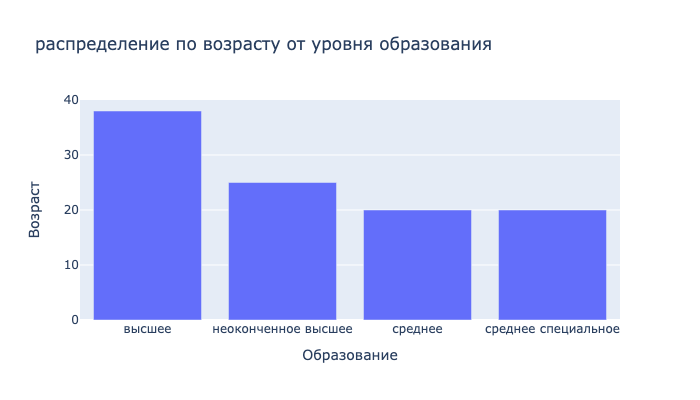 распределение по возрасту от уровня образования
Возраст
40
30
20
10
0
высшее
неоконченное высшее
среднее
среднее специальное
Образование